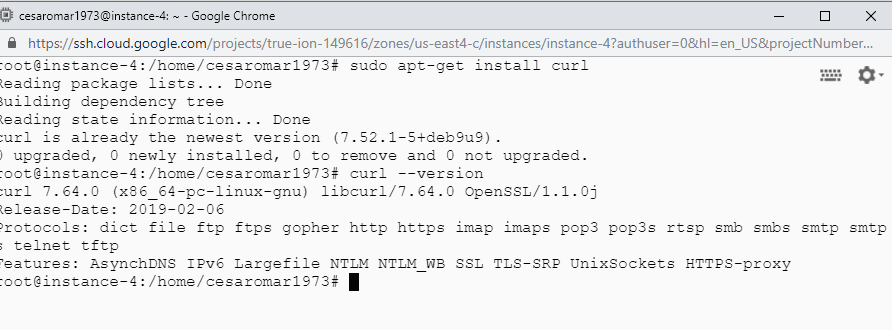 cesaromar1973@instance-4: ~ - Google Chrome
https://ssh.cloud.google.com/projects/true-ion-149616/zones/us-east4-c/instances/instance-4?authuser=0&hl=en_US&projectNumber...
root@instance-4:/home/cesaromar1973# sudo apt-get install curl
Reading package lists... Done
Building dependency tree
Reading state information... Done
curl is already the newest version (7.52.1-5+deb9u9).
0 upgraded, 0 newly installed, 0 to remove and 0 not upgraded.
root@instance-4:/home/cesaromar1973# curl --version
curl 7.64.0 (x86_64-pc-linux-gnu) libcurl/7.64.0 OpenSSL/1.1.0j
Release-Date: 2019-02-06
Protocols: dict file ftp ftps gopher http https imap imaps pop3 pop3s rtsp smb smbs smtp smtp
s telnet tftp
Features: AsynchDNS IPv6 Largefile NTLM NTLM_WB SSL TLS-SRP UnixSockets HTTPS-proxy
root@instance-4:/home/cesaromar1973#